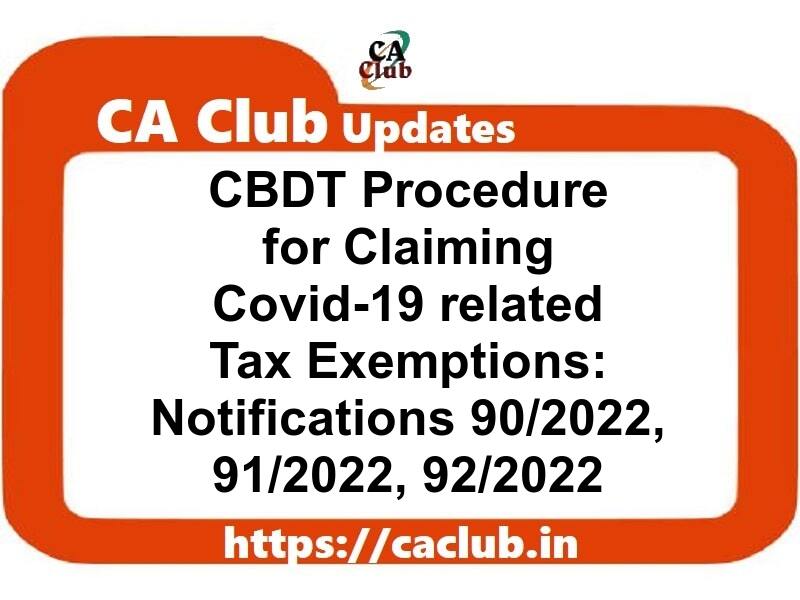 CA
Club
CA Club Updates
CBDT Procedure
for Claiming
Covid-19 related
Tax Exemptions:
Notifications 90/2022,
91/2022, 92/2022
https://caclub.in